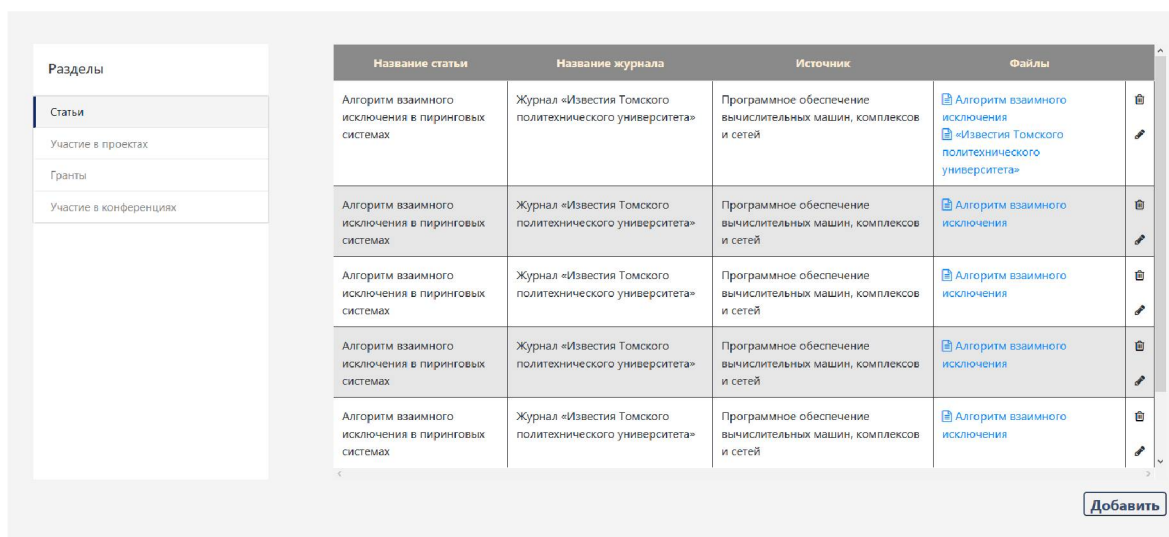 Разделы
Статьи
Участие в проектах
Гранты
Участие в конференциях
Название статьи
Название журнала
Источник
Файлы
Алгоритм взаимного
исключения в пиринговых
системах
Журнал «Известия Томского
политехнического университета»
Программное обеспечение
вычислительных машин, комплексов
и сетей
Алгоритм взаимного
исключения
«Известия Томского
политехнического
университета»
Алгоритм взаимного
исключения в пиринговых
системах
Журнал «Известия Томского
политехнического университета»
Программное обеспечение
вычислительных машин, комплексов
и сетей
Алгоритм взаимного
исключения
Алгоритм взаимного
исключения в пиринговых
системах
Журнал «Известия Томского
политехнического университета»
Программное обеспечение
вычислительных машин, комплексов
и сетей
Алгоритм взаимного
исключения
Алгоритм взаимного
исключения в пиринговых
системах
Журнал «Известия Томского
политехнического университета»
Программное обеспечение
вычислительных машин, комплексов
и сетей
Алгоритм взаимного
исключения
Алгоритм взаимного
исключения в пиринговых
системах
Журнал «Известия Томского
политехнического университета»
Программное обеспечение
вычислительных машин, комплексов
и сетей
Алгоритм взаимного
исключения
Добавить